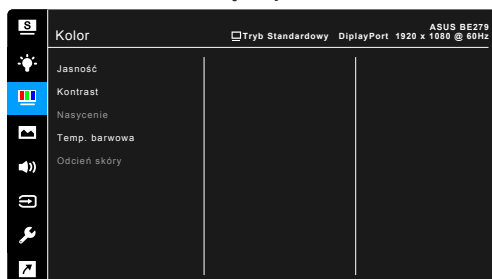 S
Kolor
Tryb Standardowy DiplayPort 1920 x 1080 @ 60Hz
ASUS BE279
Jasność
Kontrast
Nasycenie
Temp. barwowa
Odcień skóry